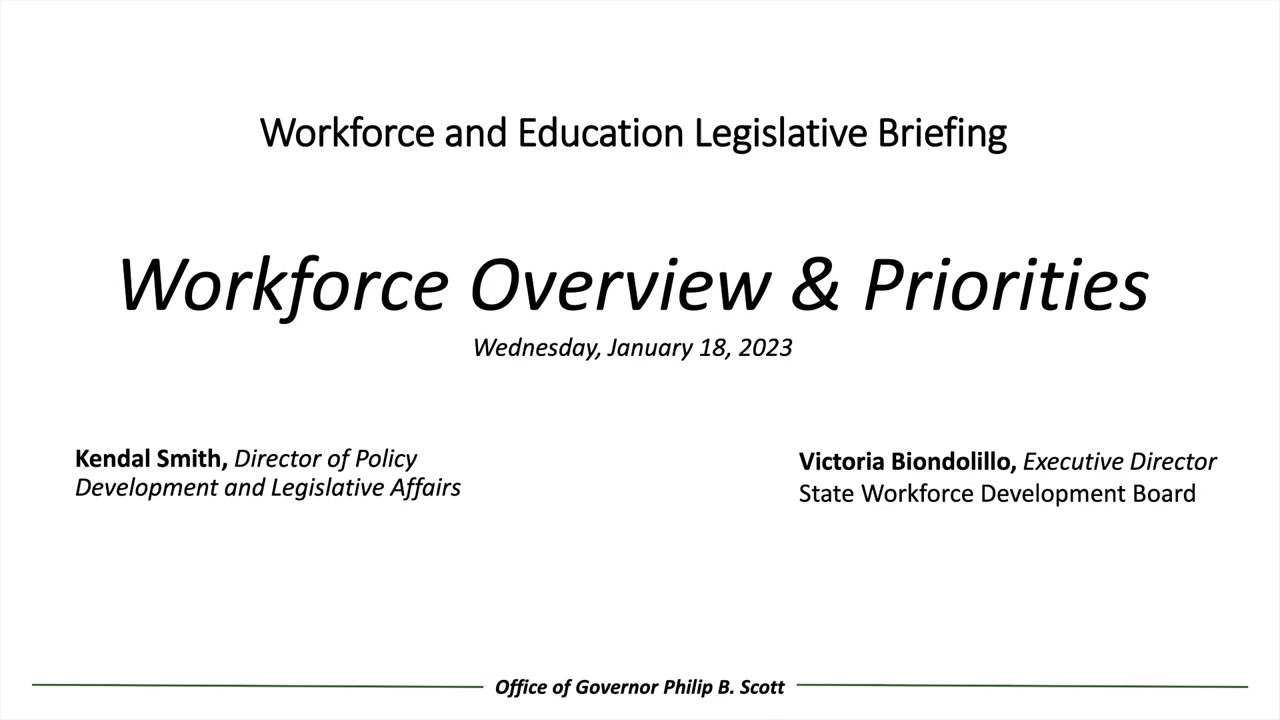 Workforce and Education Legislative Briefing
Workforce Overview & Priorities
Wednesday, January 18, 2023
Kendal Smith, Director of Policy
Development and Legislative Affairs
Victoria Biondolillo, Executive Director
State Workforce Development Board
Office of Governor Philip B. Scott